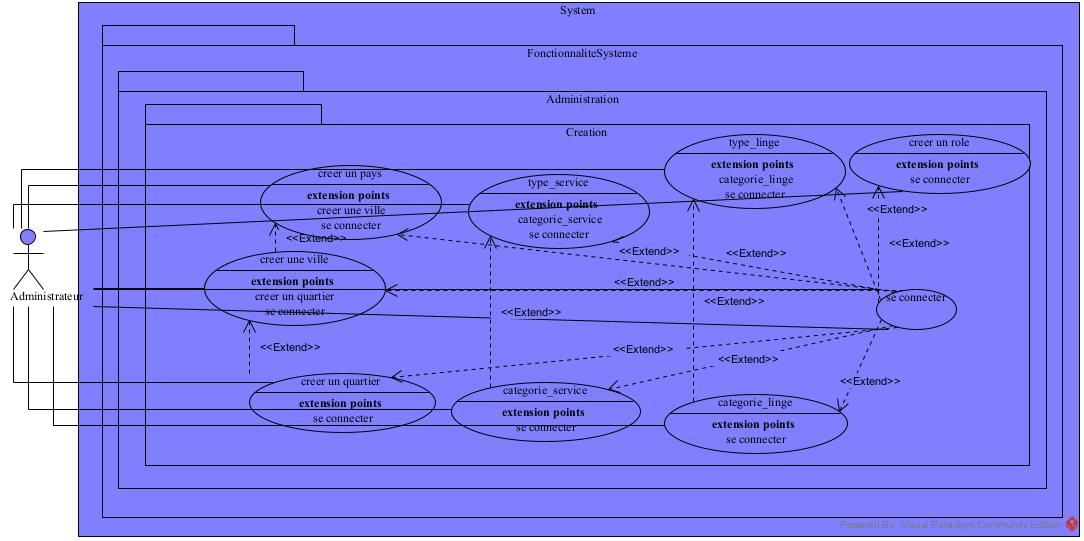 System
FonctionnaliteSysteme
Administration
Creation
type_linge
extension points
categorie_linge
se connecter
creer un role
extension points
se connecter
creer un pays
extension points
creer une ville
se connecter
type_service
extension points
categorie_service
se connecter
<<Extend>>
<<Extend>>
<<Extend>>
<<Extend>>
<<Extend>>
creer une ville
extension points
creer un quartier
se connecter
<<Extend>>
Administrateur
se connecter
<<Extend>>
<<Extend>>
<<Extend>>
<<Extend>>
<<Extend>>
<<Extend>>
creer un quartier
extension points
se connecter
categorie_service
extension points
se connecter
categorie_linge
extension points
se connecter
Powered By Visual Paradigm Community Edition